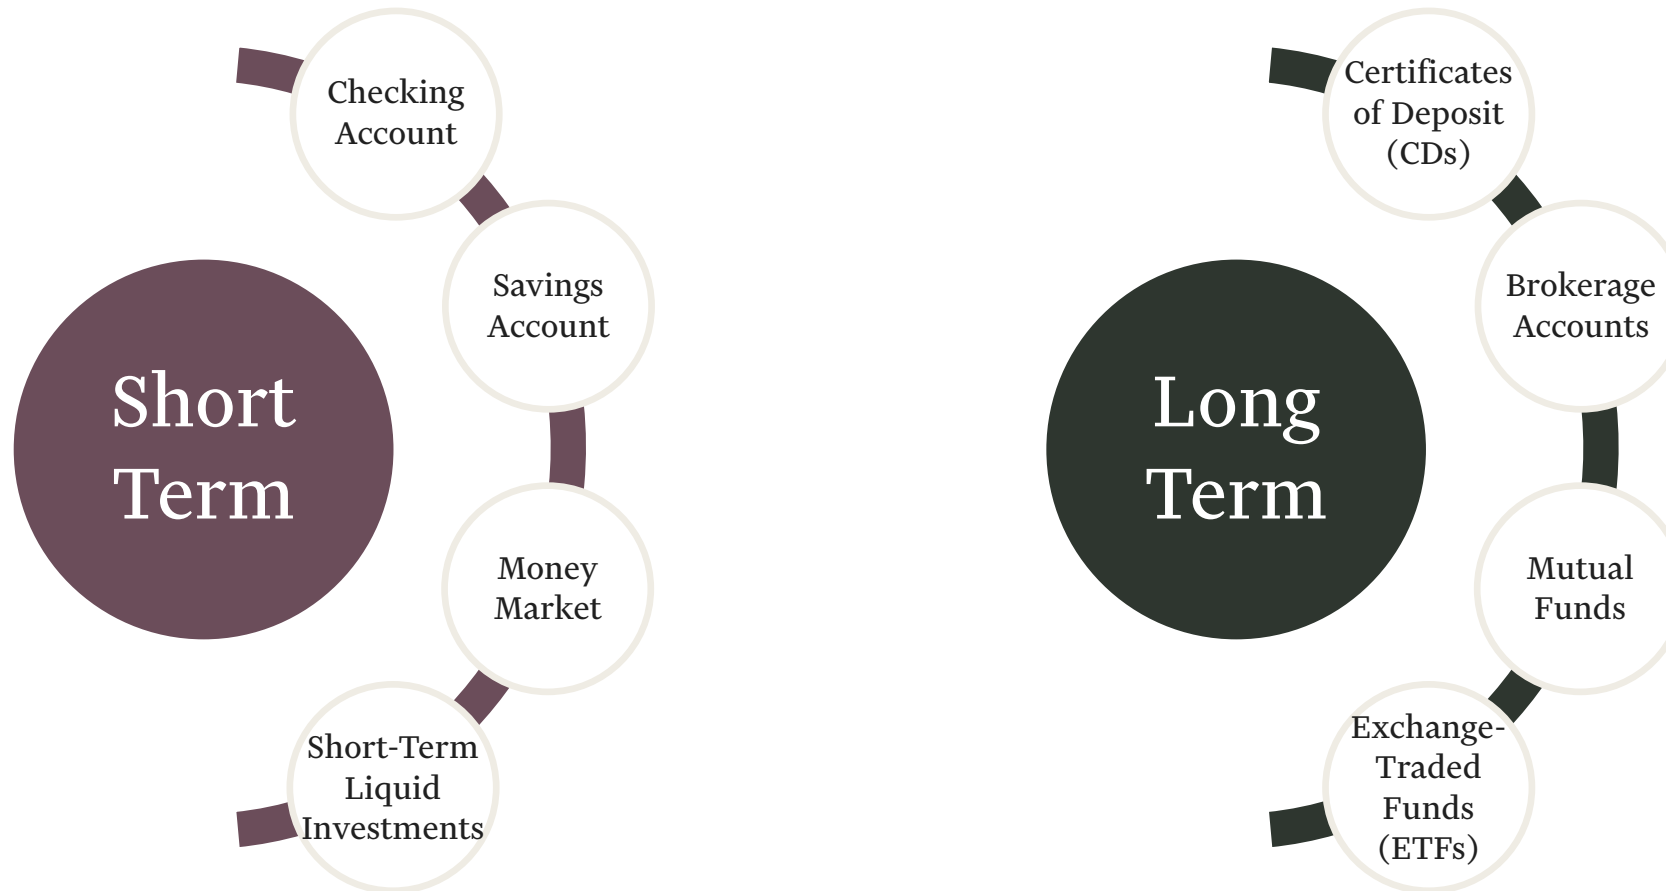 Short
Term
Checking
Account
Savings
Account
Money
Market
Short-Term
Liquid
Investments
Long
Term
Certificates
of Deposit
(CDs)
Brokerage
Accounts
Mutual
Funds
Exchange-
Traded
Funds
(ETFs)